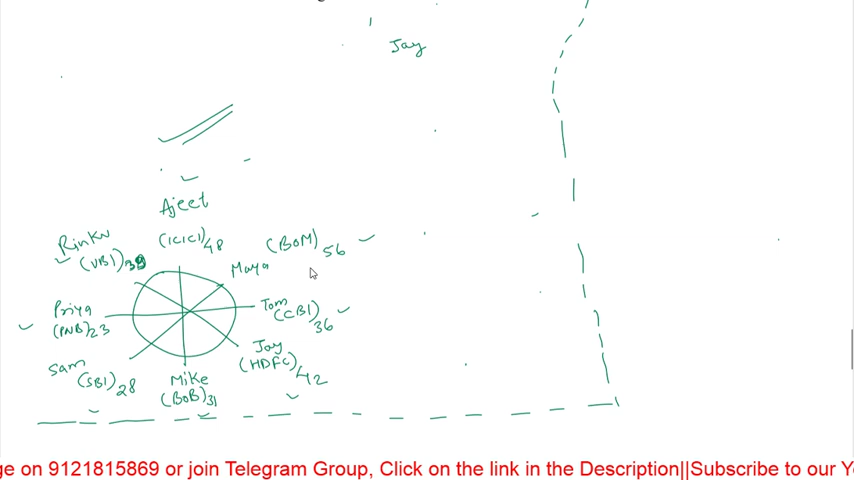 Jay
Ajeet
(ICICI) 48
Rinku
(UBI) 39
(BOM) 56
Maya
Tom
(CBI) 36
Priya
(PNB) 23
Jay
(HDFC) 42
Sam
(SBI) 28
Mike
(BOB) 31
ge on 9121815869 or join Telegram Group, Click on the link in the Description||Subscribe to our Y